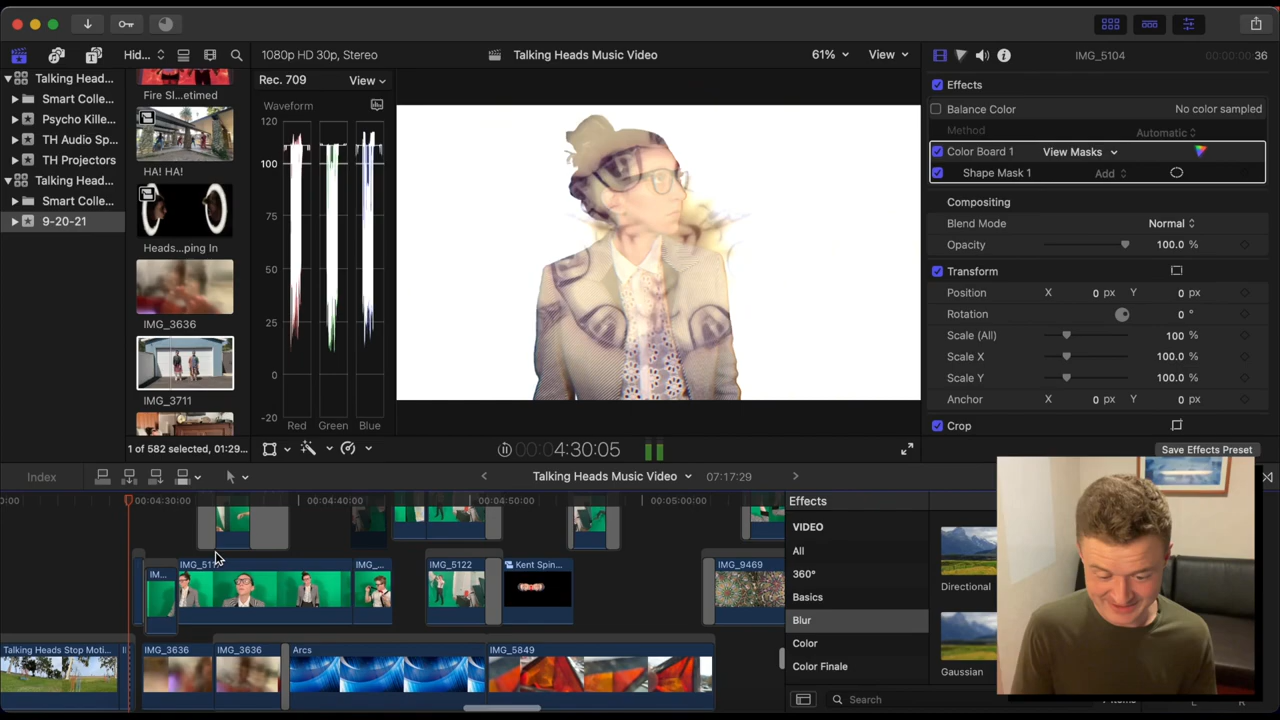 Hid...
1080p HD 30p, Stereo
Talking Heads Music Video
61%
View
IMG_5104
36
Talking Head...
Smart Colle...
Psycho Kille...
TH Audio Sp...
TH Projectors
Talking Head...
Smart Colle...
9-20-21
Fire Sl...etimed
HA! HA!
Heads...ping In
IMG_3636
IMG_3711
1 of 582 selected, 01:29...
Rec. 709
View
Waveform
120
100
75
50
25
0
-20
Red
Green
Blue
Effects
Balance Color
No color sampled
Method
Automatic
Color Board 1
View Masks
Shape Mask 1
Add
Compositing
Blend Mode
Normal
Opacity
100.0 %
Transform
Position
X
0 px
Y
0 px
Rotation
0 °
Scale (All)
100 %
Scale X
100.0 %
Scale Y
100.0 %
Anchor
X
0 px
Y
0 px
Crop
Save Effects Preset
00:04:30:05
Index
Talking Heads Music Video
07:17:29
00:04:30:00
00:04:40:00
00:04:50:00
00:05:00:00
IM...
IMG_...
IMG_5122
Kent Spin...
IMG_9469
Talking Heads Stop Moti...
IMG_3636
IMG_3636
Arcs
IMG_5849
Effects
VIDEO
All
360°
Basics
Blur
Color
Color Finale
Directional
Gaussian
Search